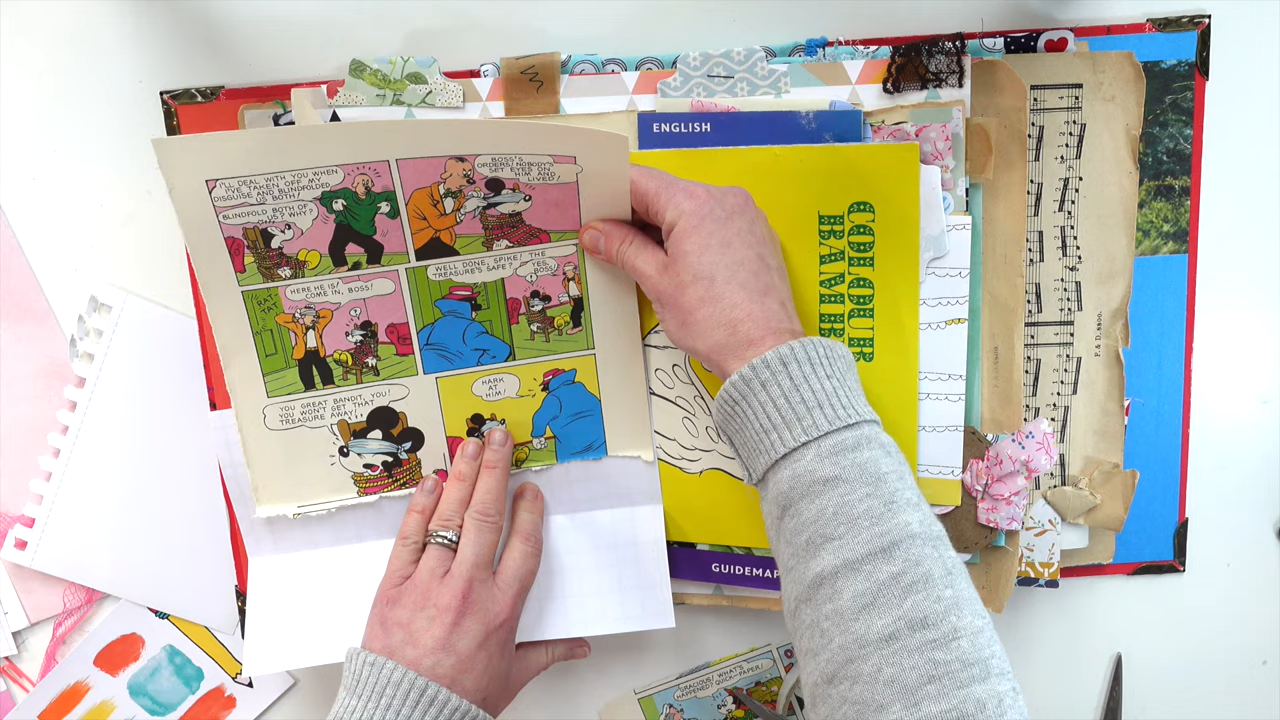 I'LL DEAL WITH YOU WHEN
I'VE TAKEN OFF MY
DISGUISE AND BLINDFOLDED
US BOTH!
BLINDFOLD BOTH OF
US? WHY?
BOSS'S
ORDERS! NOBODY'S
SET EYES ON
HIM AND
LIVED!
RAT-
TAT
HERE HE IS!
COME IN, BOSS!
WELL DONE, SPIKE! THE
TREASURE'S SAFE?
YES,
BOSS!
YOU GREAT BANDIT, YOU!
YOU WON'T GET THAT
TREASURE AWAY!
HARK
AT
HIM!
ENGLISH
COLOUR
GUIDEMAP
P. & D. 8800.
GRACIOUS! WHAT'S
HAPPENED? QUICK—PAPER!